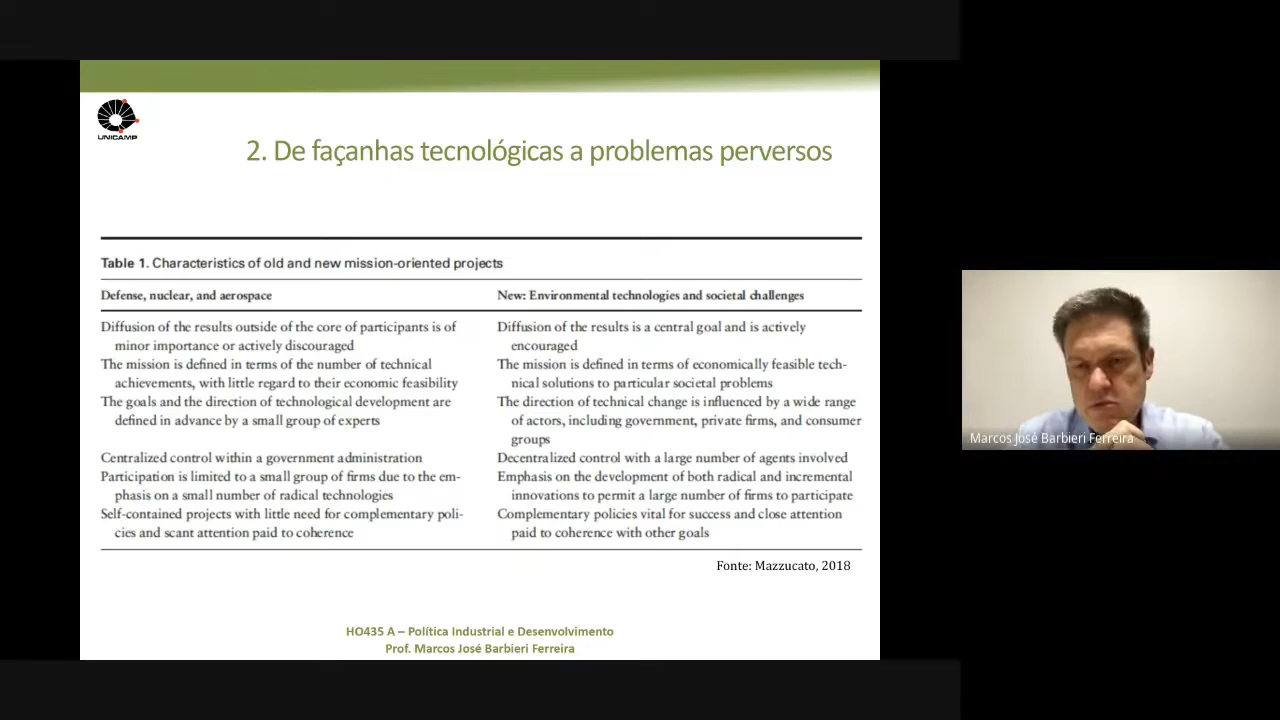 UNICAMP
2. De façanhas tecnológicas a problemas perversos
Table 1. Characteristics of old and new mission-oriented projects
Defense, nuclear, and aerospace
New: Environmental technologies and societal challenges
Diffusion of the results outside of the core of participants is of
minor importance or actively discouraged
Diffusion of the results is a central goal and is actively
encouraged
The mission is defined in terms of the number of technical
achievements, with little regard to their economic feasibility
The mission is defined in terms of economically feasible tech-
nical solutions to particular societal problems
The goals and the direction of technological development are
defined in advance by a small group of experts
The direction of technical change is influenced by a wide range
of actors, including government, private firms, and consumer
groups
Centralized control within a government administration
Decentralized control with a large number of agents involved
Participation is limited to a small group of firms due to the em-
phasis on a small number of radical technologies
Emphasis on the development of both radical and incremental
innovations to permit a large number of firms to participate
Self-contained projects with little need for complementary poli-
cies and scant attention paid to coherence
Complementary policies vital for success and close attention
paid to coherence with other goals
Fonte: Mazzucato, 2018
HO435 A – Política Industrial e Desenvolvimento
Prof. Marcos José Barbieri Ferreira
Marcos José Barbieri Ferreira